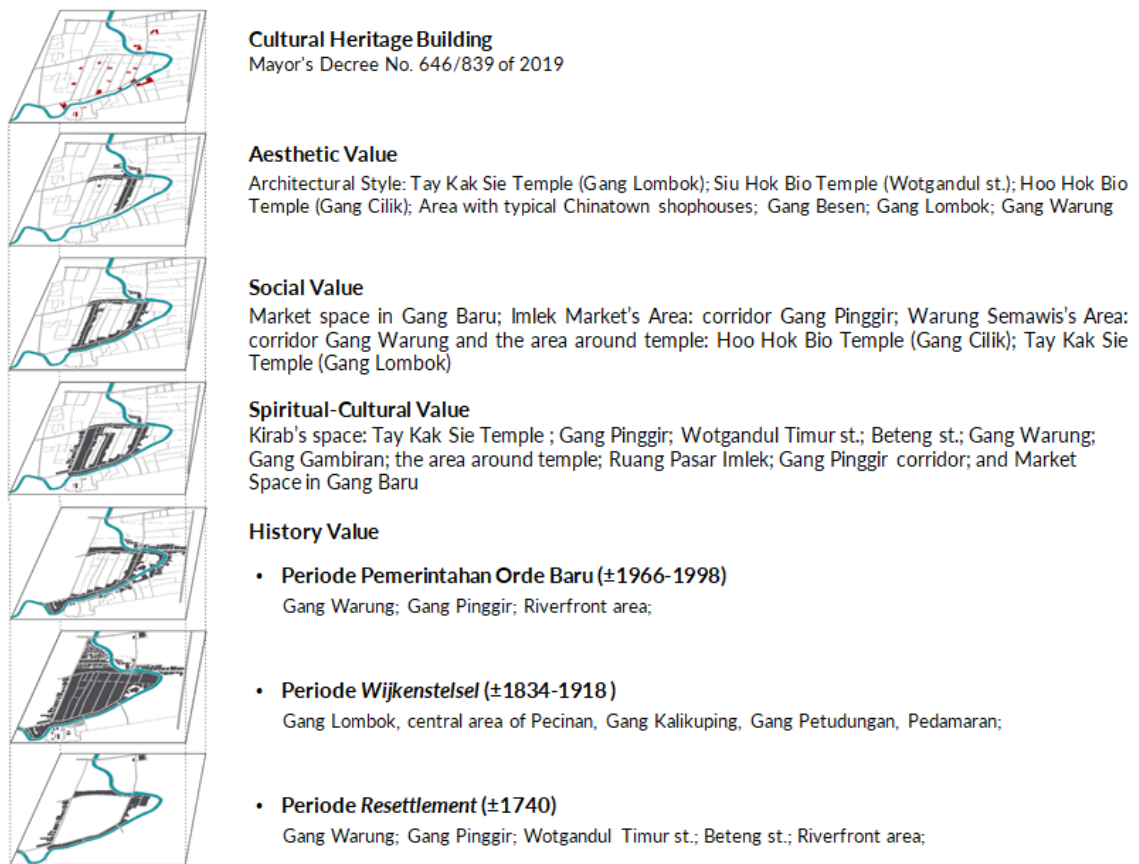 Cultural Heritage Building
Mayor's Decree No. 646/839 of 2019
Aesthetic Value
Architectural Style: Tay Kak Sie Temple (Gang Lombok); Siu Hok Bio Temple (Wotgandul st.); Hoo Hok Bio
Temple (Gang Cilik); Area with typical Chinatown shophouses; Gang Besen; Gang Lombok; Gang Warung
Social Value
Market space in Gang Baru; Imlek Market's Area: corridor Gang Pinggir; Warung Semawis's Area:
corridor Gang Warung and the area around temple: Hoo Hok Bio Temple (Gang Cilik); Tay Kak Sie
Temple (Gang Lombok)
Spiritual-Cultural Value
Kirab's space: Tay Kak Sie Temple ; Gang Pinggir; Wotgandul Timur st.; Beteng st.; Gang Warung;
Gang Gambiran; the area around temple; Ruang Pasar Imlek; Gang Pinggir corridor; and Market
Space in Gang Baru
History Value
• Periode Pemerintahan Orde Baru (±1966-1998)
Gang Warung; Gang Pinggir; Riverfront area;
• Periode Wijkenstelsel (±1834-1918 )
Gang Lombok, central area of Pecinan, Gang Kalikuping, Gang Petudungan, Pedamaran;
• Periode Resettlement (±1740)
Gang Warung; Gang Pinggir; Wotgandul Timur st.; Beteng st.; Riverfront area;